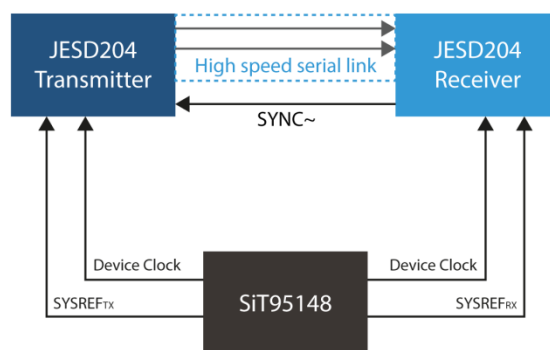 JESD204
Transmitter
High speed serial link
JESD204
Receiver
SYNC~
Device Clock
Device Clock
SYSREFTX
SiT95148
SYSREFRX